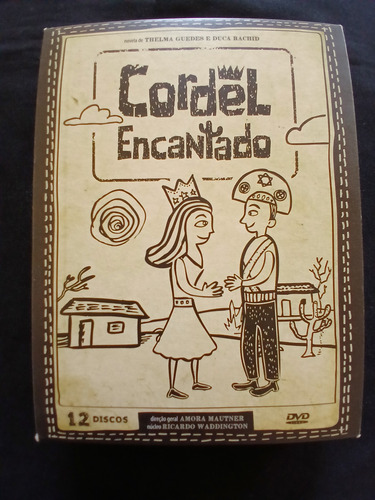 novela de THELMA GUEDES E DUCA RACHID
CORDEL
ENCANTADO
12 DISCOS
direção geral AMORA MAUTNER
núcleo RICARDO WADDINGTON
DVD